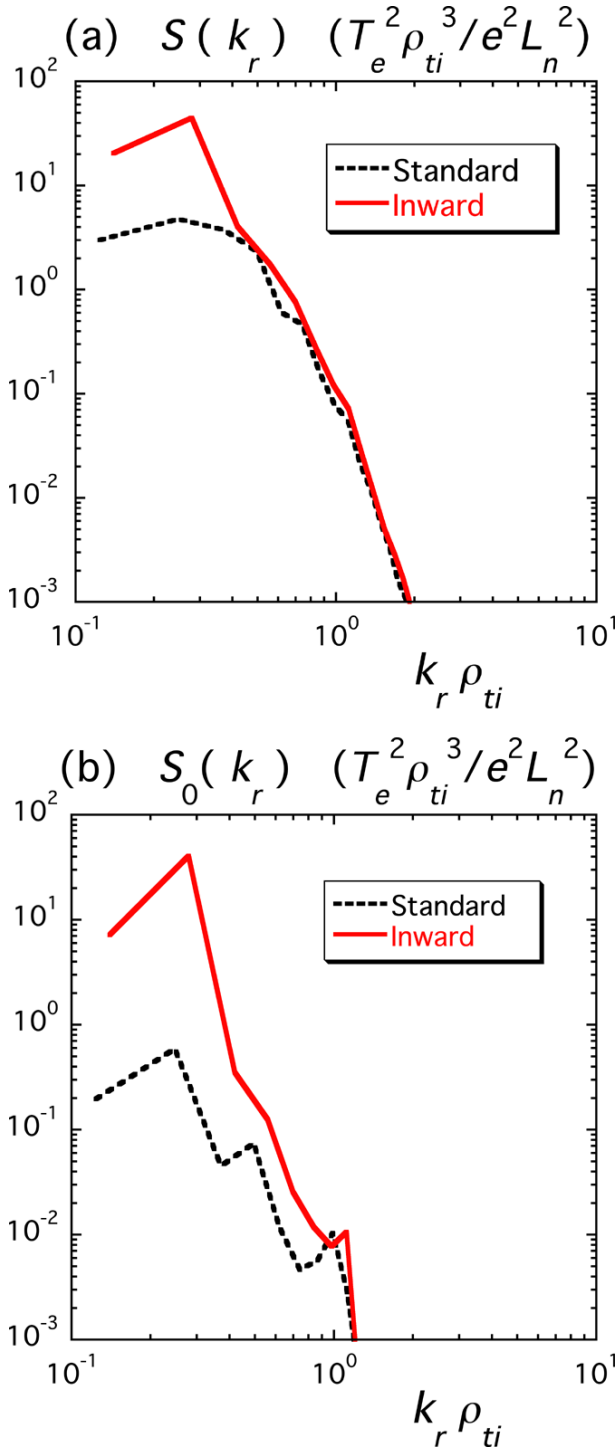 (a) S(k_r) (T_e^2 ρ_ti^3/e^2 L_n^2)
10^2
10^1
10^0
10^-1
10^-2
10^-3
Standard
Inward
10^-1 10^0 10^1
k_r ρ_ti
(b) S_0(k_r) (T_e^2 ρ_ti^3/e^2 L_n^2)
10^2
10^1
10^0
10^-1
10^-2
10^-3
Standard
Inward
10^-1 10^0 10^1
k_r ρ_ti